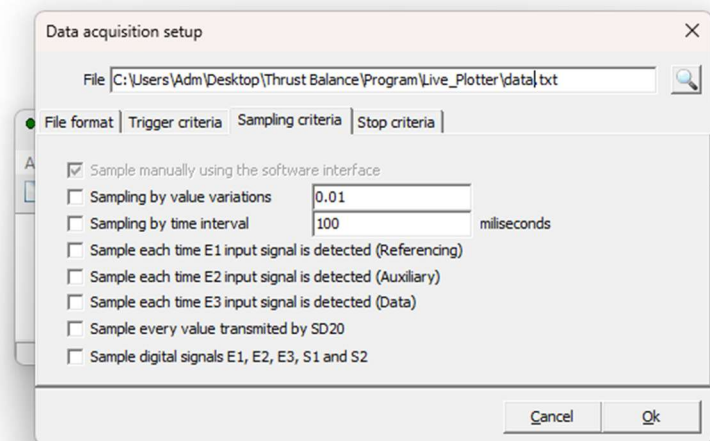 Data acquisition setup
File C:\Users\Adm\Desktop\Thrust Balance\Program\Live_Plotter\data.txt
File format Trigger criteria Sampling criteria Stop criteria
A
Sample manually using the software interface
Sampling by value variations 0.01
Sampling by time interval 100 miliseconds
Sample each time E1 input signal is detected (Referencing)
Sample each time E2 input signal is detected (Auxiliary)
Sample each time E3 input signal is detected (Data)
Sample every value transmited by SD20
Sample digital signals E1, E2, E3, S1 and S2
Cancel Ok